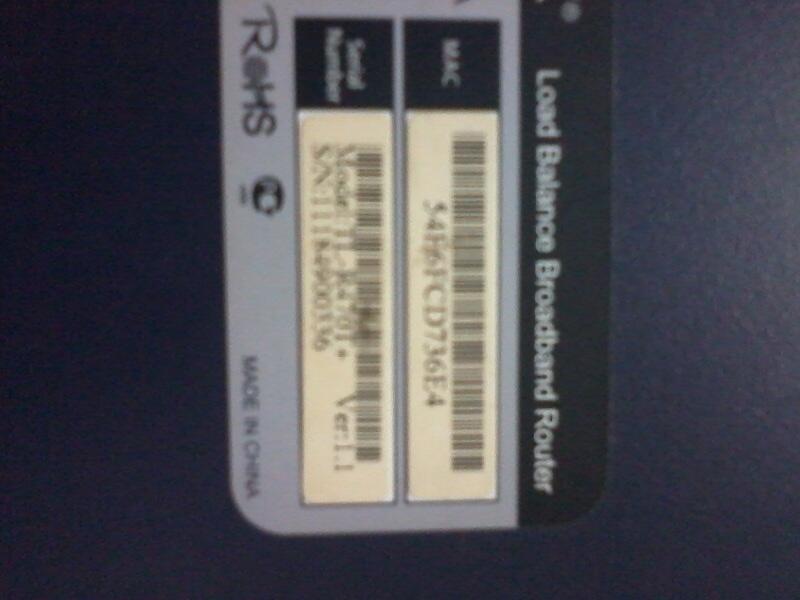 Load Balance Broadband Router
MAC
54E6FCD736E4
Serial
Number
Ver:1.1
RoHS
MADE IN CHINA